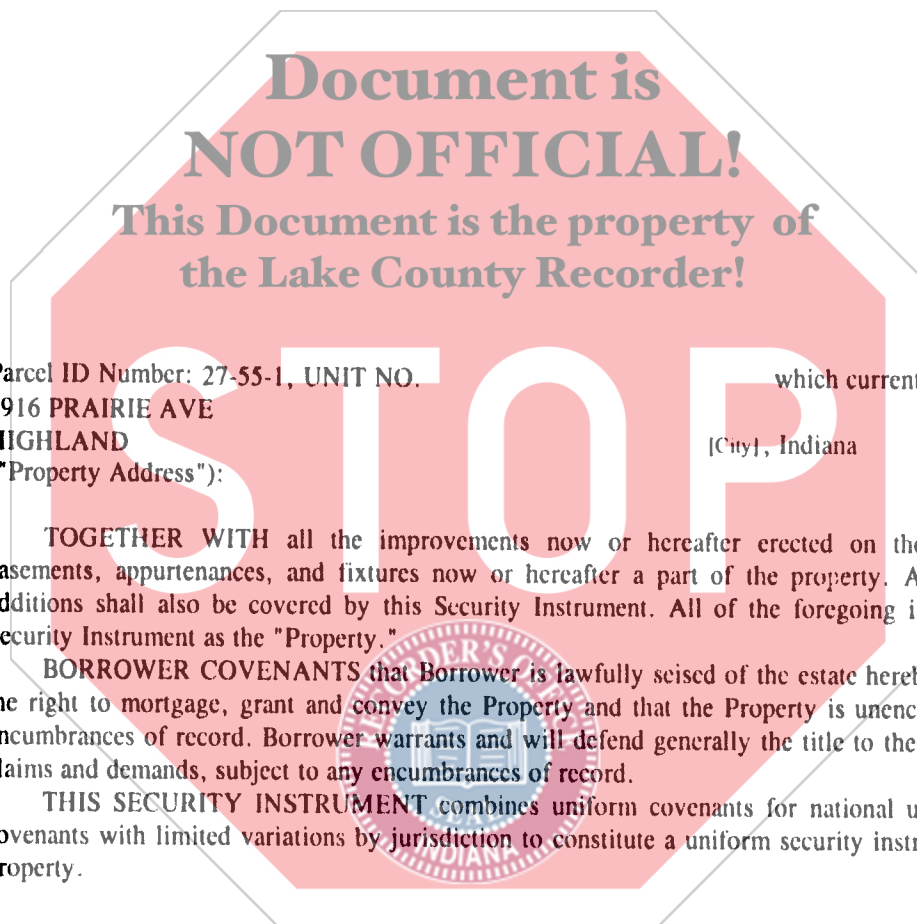 Document is
NOT OFFICIAL!
This Document is the property of
the Lake County Recorder!
STOP
Parcel ID Number: 27-55-1, UNIT NO. which current
916 PRAIRIE AVE
HIGHLAND [City], Indiana
"Property Address"):
TOGETHER WITH all the improvements now or hereafter erected on the
asements, appurtenances, and fixtures now or hereafter a part of the property. A
dditions shall also be covered by this Security Instrument. All of the foregoing i
ecurity Instrument as the "Property."
BORROWER COVENANTS that Borrower is lawfully seised of the estate hereb
he right to mortgage, grant and convey the Property and that the Property is unenc
ncumbrances of record. Borrower warrants and will defend generally the title to the
laims and demands, subject to any encumbrances of record.
THIS SECURITY INSTRUMENT combines uniform covenants for national u
ovenants with limited variations by jurisdiction to constitute a uniform security instr
roperty.
RECORDER'S OFFICE
SEAL
INDIANA